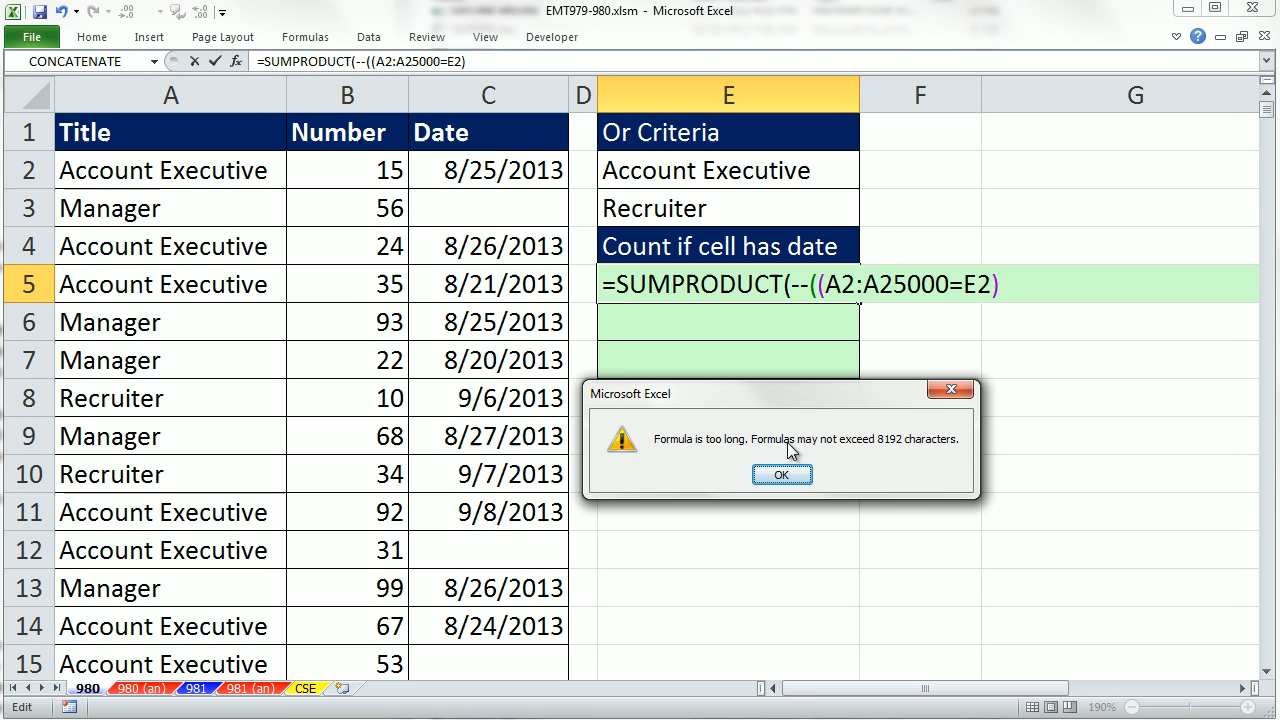 EMT979-980.xlsm - Microsoft Excel
File Home Insert Page Layout Formulas Data Review View Developer
CONCATENATE fx =SUMPRODUCT(--((A2:A25000=E2)
A B C D E F G
1 Title Number Date Or Criteria
2 Account Executive 15 8/25/2013 Account Executive
3 Manager 56 Recruiter
4 Account Executive 24 8/26/2013 Count if cell has date
5 Account Executive 35 8/21/2013 =SUMPRODUCT(--((A2:A25000=E2)
6 Manager 93 8/25/2013
7 Manager 22 8/20/2013
8 Recruiter 10 9/6/2013
9 Manager 68 8/27/2013
10 Recruiter 34 9/7/2013
11 Account Executive 92 9/8/2013
12 Account Executive 31
13 Manager 99 8/26/2013
14 Account Executive 67 8/24/2013
15 Account Executive 53
Microsoft Excel
Formula is too long. Formulas may not exceed 8192 characters.
OK
980 980 (an) 981 981 (an) CSE
Edit 190%